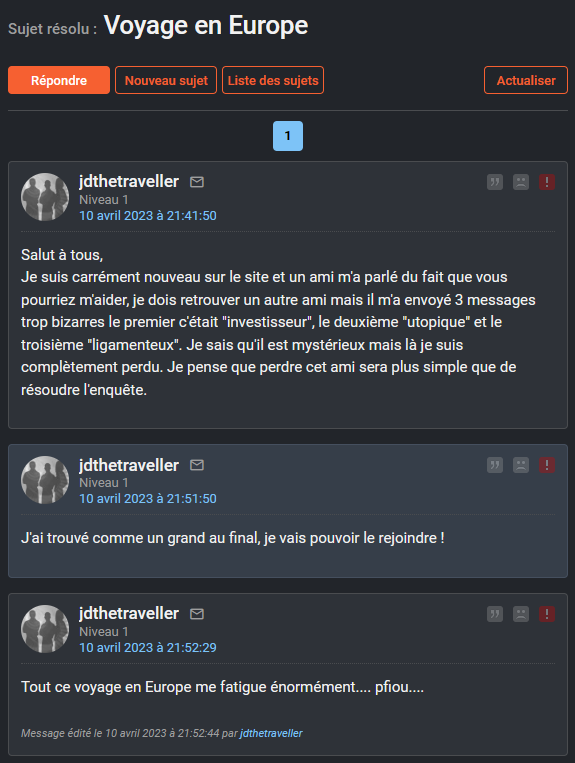 Sujet résolu : Voyage en Europe
Répondre Nouveau sujet Liste des sujets Actualiser
1
jdthetraveller
Niveau 1
10 avril 2023 à 21:41:50
Salut à tous,
Je suis carrément nouveau sur le site et un ami m'a parlé du fait que vous
pourriez m'aider, je dois retrouver un autre ami mais il m'a envoyé 3 messages
trop bizarres le premier c'était "investisseur", le deuxième "utopique" et le
troisième "ligamenteux". Je sais qu'il est mystérieux mais là je suis
complètement perdu. Je pense que perdre cet ami sera plus simple que de
résoudre l'enquête.
jdthetraveller
Niveau 1
10 avril 2023 à 21:51:50
J'ai trouvé comme un grand au final, je vais pouvoir le rejoindre !
jdthetraveller
Niveau 1
10 avril 2023 à 21:52:29
Tout ce voyage en Europe me fatigue énormément.... pfiou....
Message édité le 10 avril 2023 à 21:52:44 par jdthetraveller